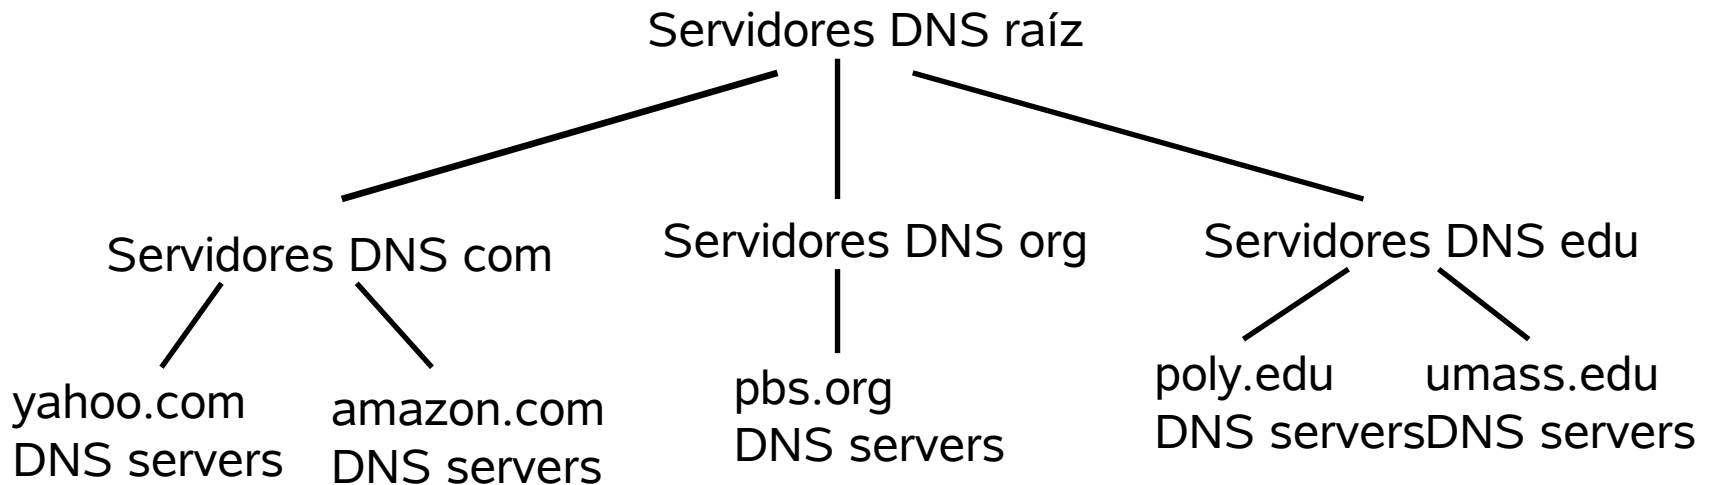 Servidores DNS raíz
Servidores DNS com
Servidores DNS org
Servidores DNS edu
yahoo.com
DNS servers
amazon.com
DNS servers
pbs.org
DNS servers
poly.edu
DNS servers
umass.edu
DNS servers